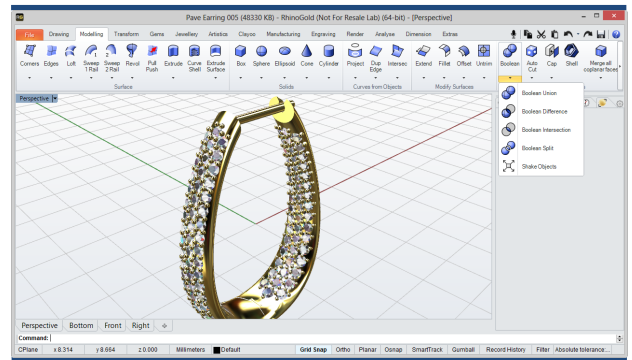 RG Pave Earring 005 (48330 KB) - RhinoGold (Not For Resale Lab) (64-bit) - [Perspective]
File Drawing Modelling Transform Gems Jewellery Artistics Clayoo Manufacturing Engraving Render Analyse Dimension Extras
Corners Edges Loft Sweep 1 Rail Sweep 2 Rail Revol Pull Push Extrude Curve Shell Extrude Surface Box Sphere Ellipsoid Cone Cylinder Project Dup Edge Intersec Extend Fillet Offset Untrim Boolean Auto Cut Cap Shell Merge all coplanar faces
Surface Solids Curves from Objects Modify Surfaces
Perspective
Boolean Union
Boolean Difference
Boolean Intersection
Boolean Split
Shake Objects
Perspective Bottom Front Right
Command:
CPlane x 8.314 y 8.664 z 0.000 Millimeters Default Grid Snap Ortho Planar Osnap SmartTrack Gumball Record History Filter Absolute tolerance:...